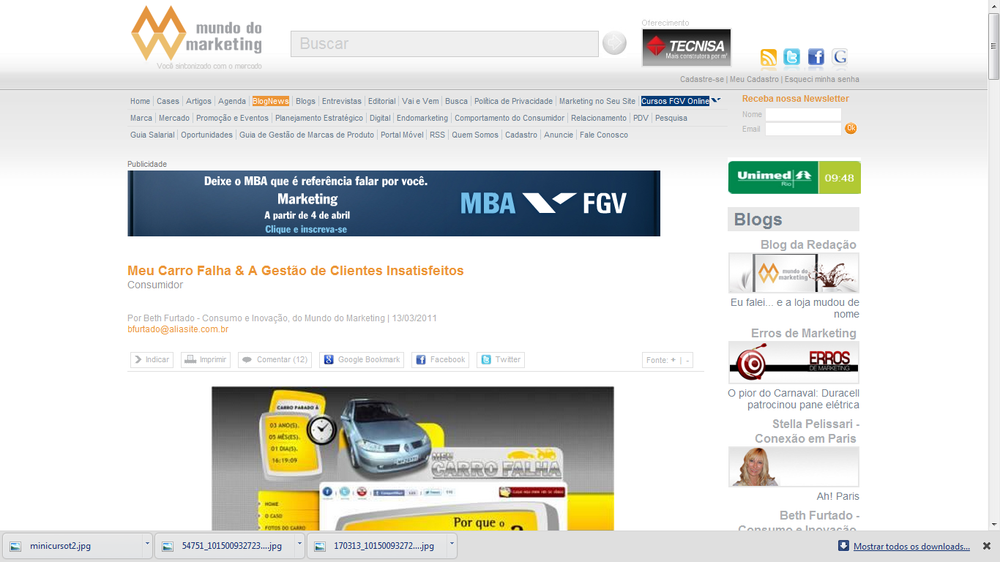 mundo do
marketing
Você sintonizado com o mercado
Buscar
Oferecimento
TECNISA
Mais construtora por m²
Cadastre-se | Meu Cadastro | Esqueci minha senha
Home | Cases | Artigos | Agenda | BlogNews | Blogs | Entrevistas | Editorial | Vai e Vem | Busca | Política de Privacidade | Marketing no Seu Site | Cursos FGV Online
Marca | Mercado | Promoção e Eventos | Planejamento Estratégico | Digital | Endomarketing | Comportamento do Consumidor | Relacionamento | PDV | Pesquisa
Guia Salarial | Oportunidades | Guia de Gestão de Marcas de Produto | Portal Móvel | RSS | Quem Somos | Cadastro | Anuncie | Fale Conosco
Receba nossa Newsletter
Nome
Email
Ok
Publicidade
Deixe o MBA que é referência falar por você.
Marketing
A partir de 4 de abril
Clique e inscreva-se
MBA FGV
Unimed
Rio
09:48
Meu Carro Falha & A Gestão de Clientes Insatisfeitos
Consumidor
Por Beth Furtado - Consumo e Inovação, do Mundo do Marketing | 13/03/2011
bfurtado@aliasite.com.br
Indicar
Imprimir
Comentar (12)
Google Bookmark
Facebook
Twitter
Fonte: + | -
CARRO PARADO À
03 ANO(S).
05 MÊS(ES).
01 DIA(S).
16:19:09
MEU
CARRO FALHA
HOME
O CASO
FOTOS DO CARRO
Por que o
Blogs
Blog da Redação
mundo do
marketing
Eu falei... e a loja mudou de
nome
Erros de Marketing
ERROS
DE MARKETING
O pior do Carnaval: Duracell
patrocinou pane elétrica
Stella Pelissari -
Conexão em Paris
Ah! Paris
Beth Furtado -
Consumo e Inovação
minicursot2.jpg
54751_101500932723....jpg
170313_10150093272....jpg
Mostrar todos os downloads...